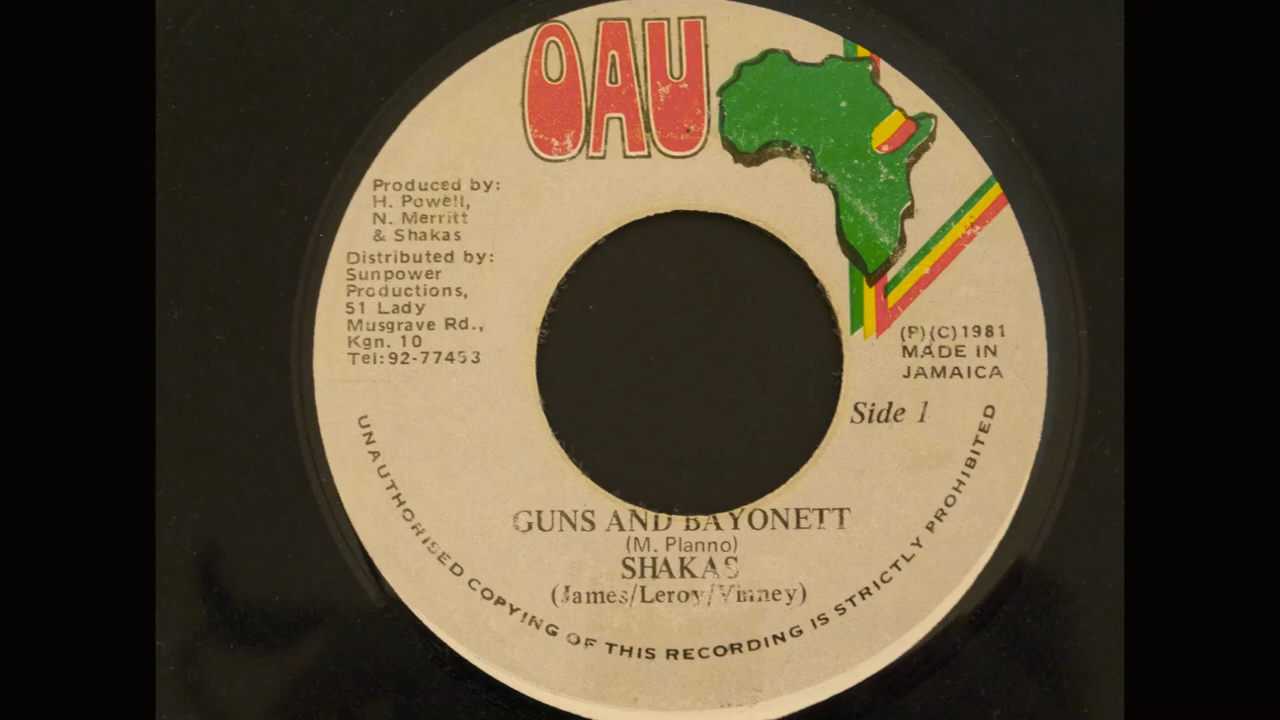 OAU
Produced by:
H. Powell,
N. Merritt
& Shakas
Distributed by:
Sunpower
Productions,
51 Lady
Musgrave Rd.,
Kgn. 10
Tel:92-77453
(P)(C)1981
MADE IN
JAMAICA
Side 1
GUNS AND BAYONETT
(M. Planno)
SHAKAS
(James/Leroy/Vinney)
UNAUTHORISED COPYING OF THIS RECORDING IS STRICTLY PROHIBITED